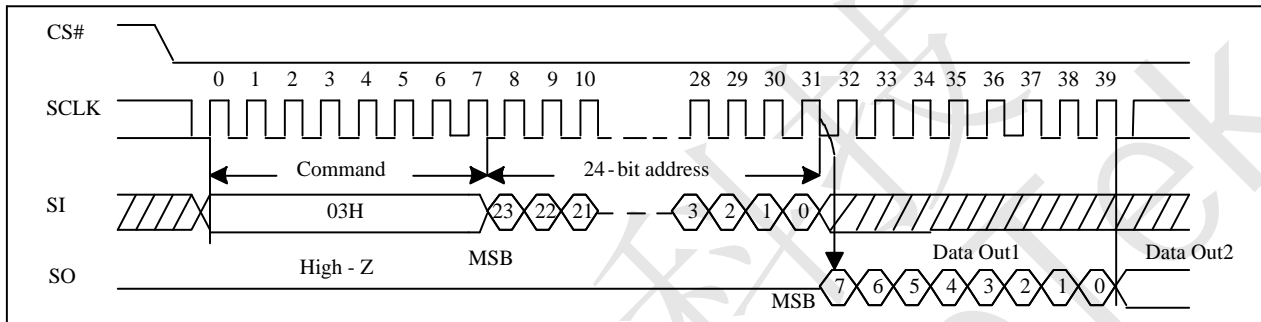 CS#
0 1 2 3 4 5 6 7 8 9 10 28 29 30 31 32 33 34 35 36 37 38 39
SCLK
Command 24-bit address
SI 03H 23 22 21 3 2 1 0
High - Z MSB Data Out1 Data Out2
SO MSB 7 6 5 4 3 2 1 0